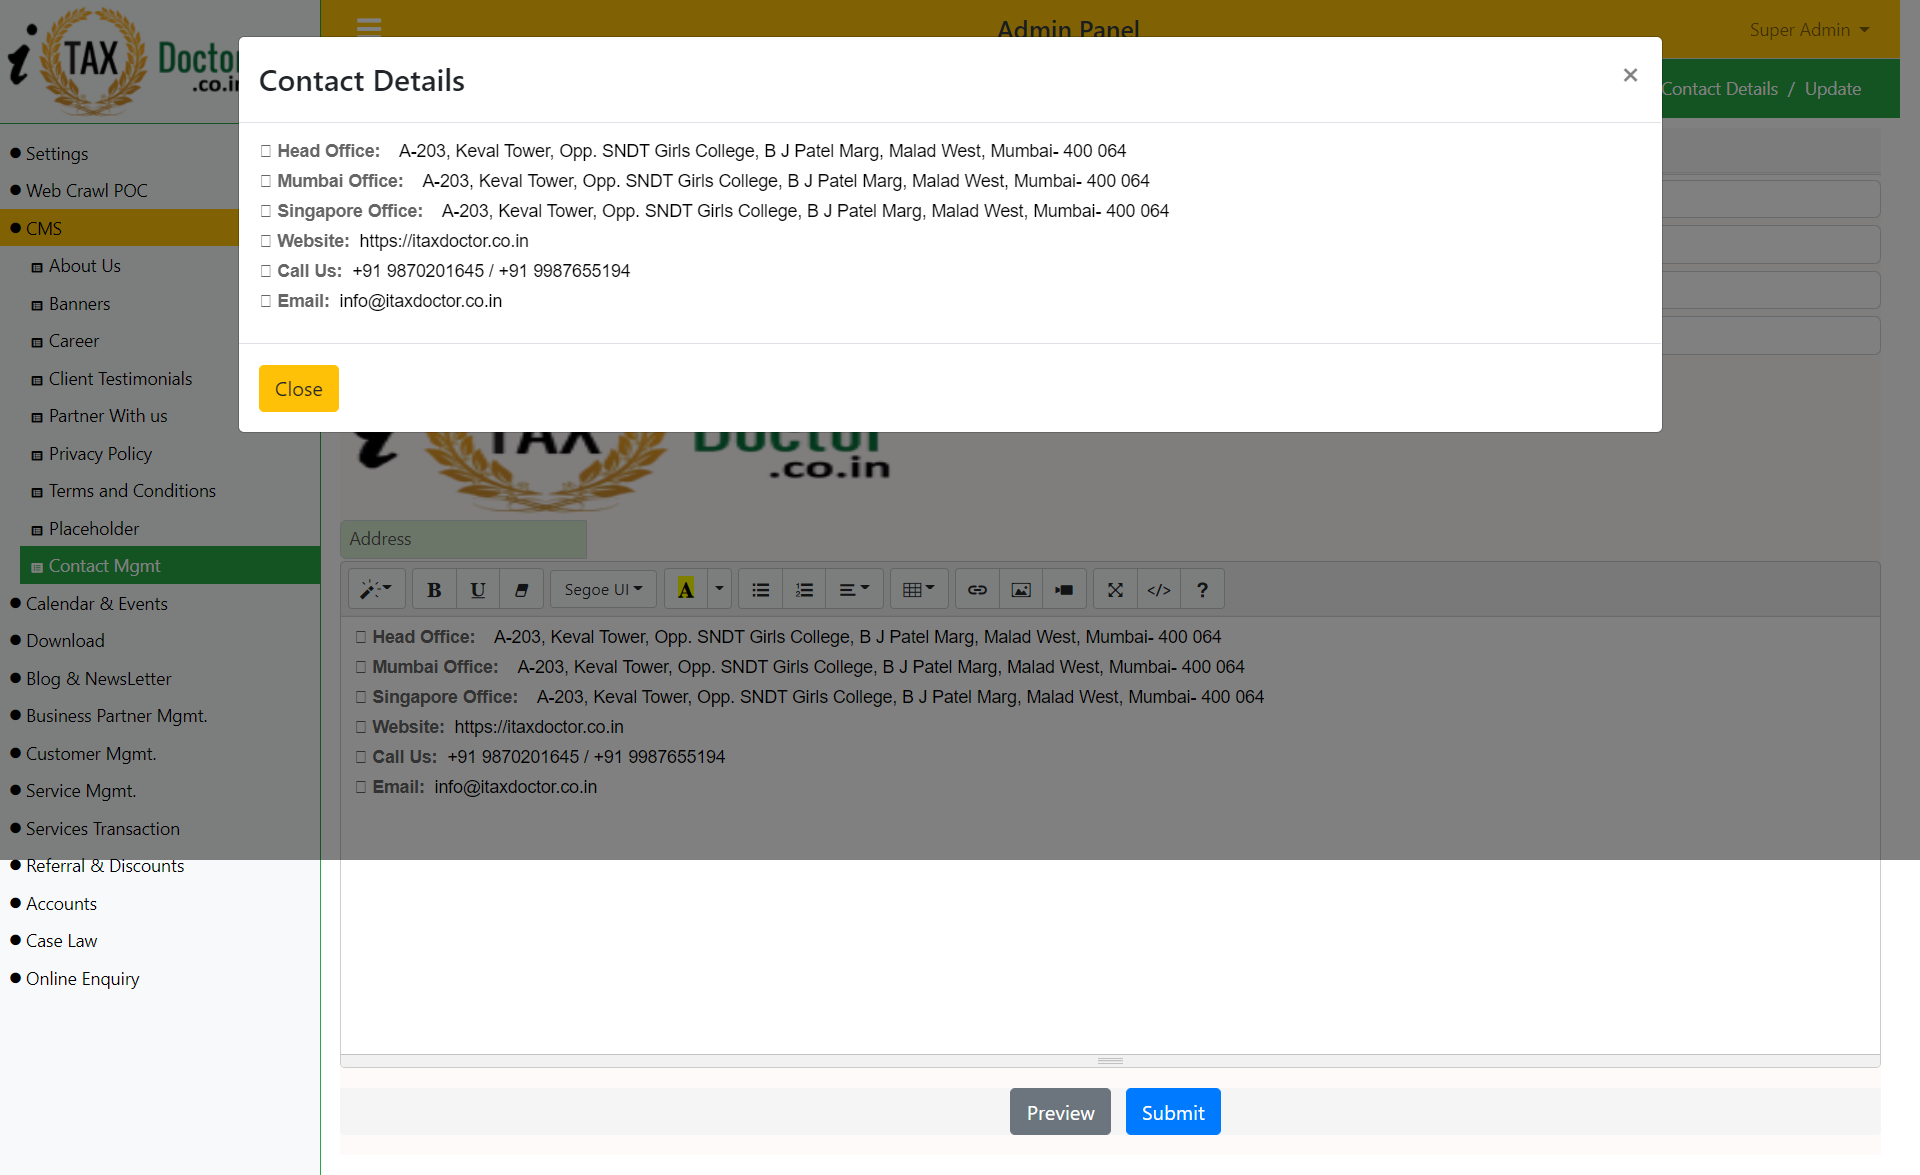 i TAX Doctor
.co.in
Admin Panel
Super Admin
Contact Details / Update
Contact Details
×
Head Office: A-203, Keval Tower, Opp. SNDT Girls College, B J Patel Marg, Malad West, Mumbai- 400 064
Mumbai Office: A-203, Keval Tower, Opp. SNDT Girls College, B J Patel Marg, Malad West, Mumbai- 400 064
Singapore Office: A-203, Keval Tower, Opp. SNDT Girls College, B J Patel Marg, Malad West, Mumbai- 400 064
Website: https://itaxdoctor.co.in
Call Us: +91 9870201645 / +91 9987655194
Email: info@itaxdoctor.co.in
Close
Settings
Web Crawl POC
CMS
About Us
Banners
Career
Client Testimonials
Partner With us
Privacy Policy
Terms and Conditions
Placeholder
Contact Mgmt
Calendar & Events
Download
Blog & NewsLetter
Business Partner Mgmt.
Customer Mgmt.
Service Mgmt.
Services Transaction
Referral & Discounts
Accounts
Case Law
Online Enquiry
i TAX Doctor
.co.in
Address
B U Segoe UI A </> ?
Head Office: A-203, Keval Tower, Opp. SNDT Girls College, B J Patel Marg, Malad West, Mumbai- 400 064
Mumbai Office: A-203, Keval Tower, Opp. SNDT Girls College, B J Patel Marg, Malad West, Mumbai- 400 064
Singapore Office: A-203, Keval Tower, Opp. SNDT Girls College, B J Patel Marg, Malad West, Mumbai- 400 064
Website: https://itaxdoctor.co.in
Call Us: +91 9870201645 / +91 9987655194
Email: info@itaxdoctor.co.in
Preview Submit